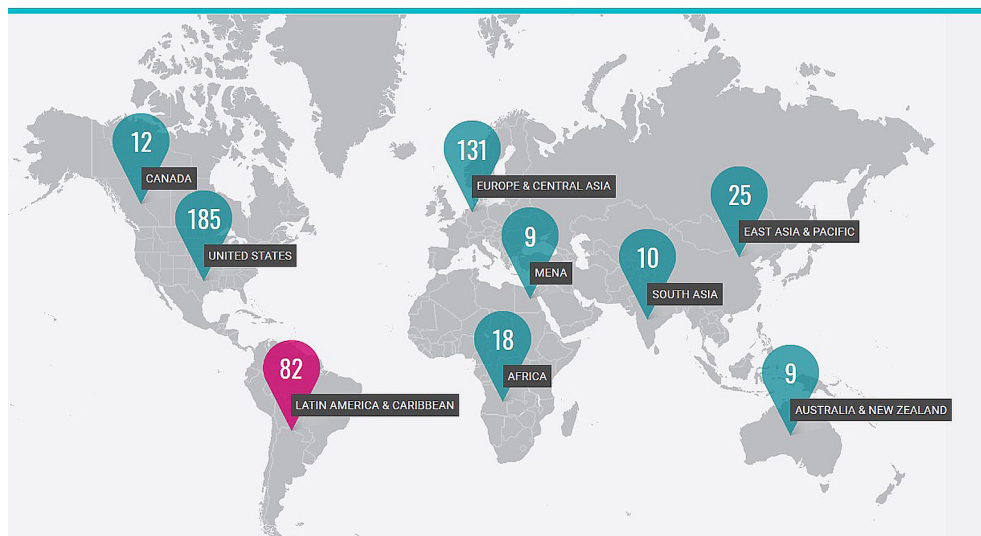 12
CANADA
185
UNITED STATES
131
EUROPE & CENTRAL ASIA
9
MENA
25
EAST ASIA & PACIFIC
10
SOUTH ASIA
18
AFRICA
82
LATIN AMERICA & CARIBBEAN
9
AUSTRALIA & NEW ZEALAND